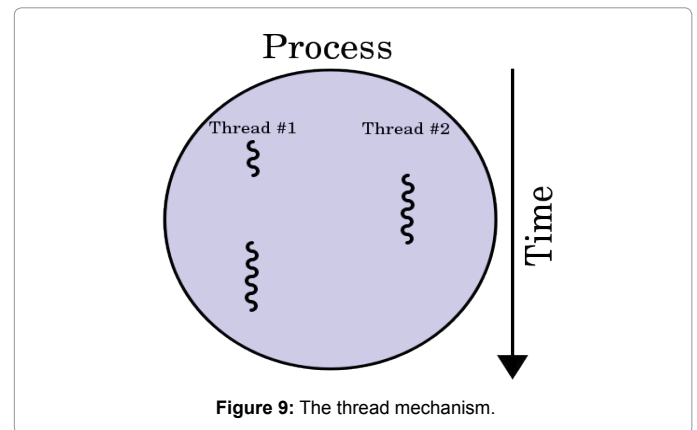 Process
Thread #1
Thread #2
Time
Figure 9: The thread mechanism.